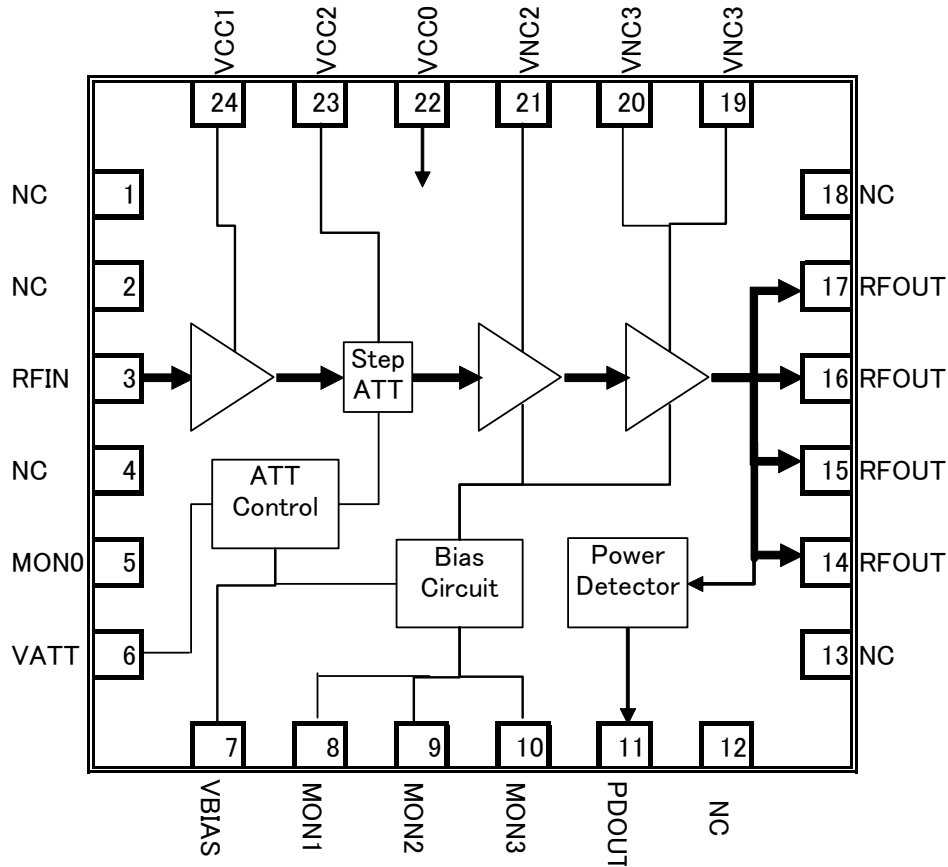 VCC1
VCC2
VCC0
VNC2
VNC3
VNC3
24
23
22
21
20
19
NC 1
18 NC
NC 2
17 RFOUT
RFIN 3
Step
ATT
16 RFOUT
NC 4
ATT
Control
15 RFOUT
MON0 5
Bias
Circuit
Power
Detector
14 RFOUT
VATT 6
13 NC
7
8
9
10
11
12
VBIAS
MON1
MON2
MON3
PDOUT
NC